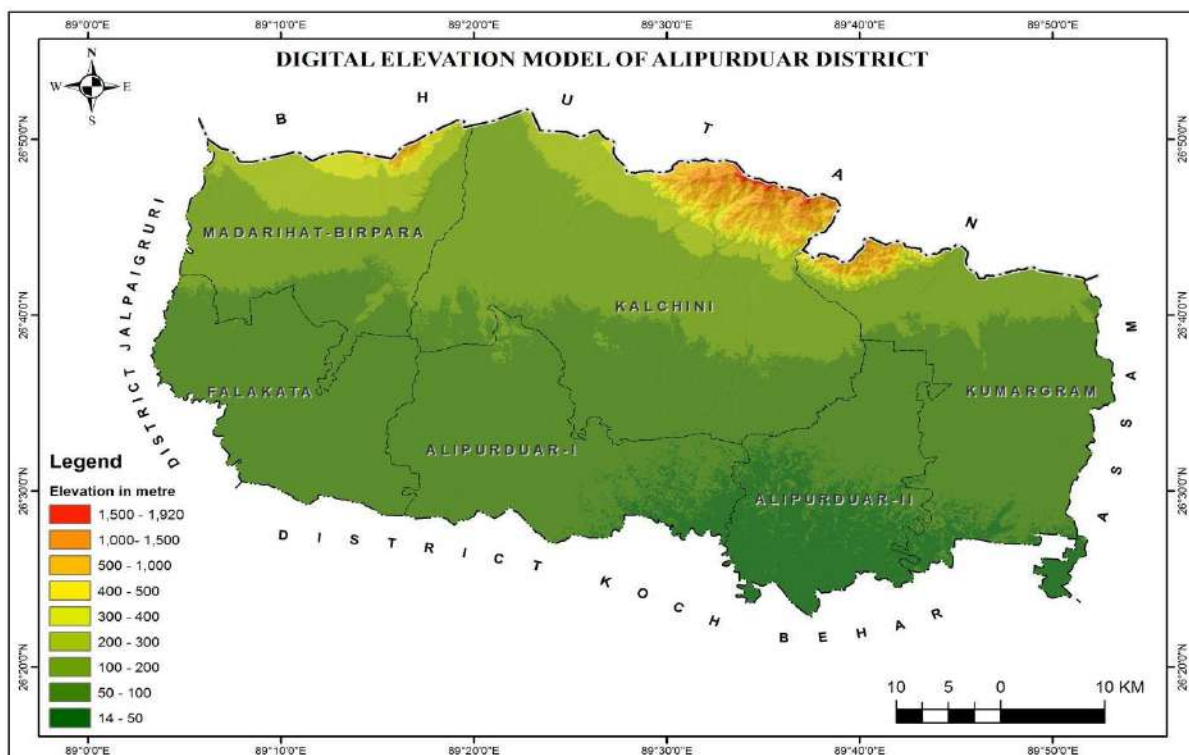 89°0'0"E 89°10'0"E 89°20'0"E 89°30'0"E 89°40'0"E 89°50'0"E
DIGITAL ELEVATION MODEL OF ALIPURDUAR DISTRICT
N
W E
S
BHUTAN
26°50'0"N 26°50'0"N
MADARIHAT-BIRPARA
DISTRICT JALPAIGRURI
KALCHINI
26°40'0"N 26°40'0"N
FALAKATA
KUMARGRAM
ASSAM
ALIPURDUAR-I
ALIPURDUAR-II
26°30'0"N 26°30'0"N
DISTRICT KOCH BEHAR
Legend
Elevation in metre
1,500 - 1,920
1,000- 1,500
500 - 1,000
400 - 500
300 - 400
200 - 300
100 - 200
50 - 100
14 - 50
26°20'0"N 26°20'0"N
10 5 0 10 KM
89°0'0"E 89°10'0"E 89°20'0"E 89°30'0"E 89°40'0"E 89°50'0"E